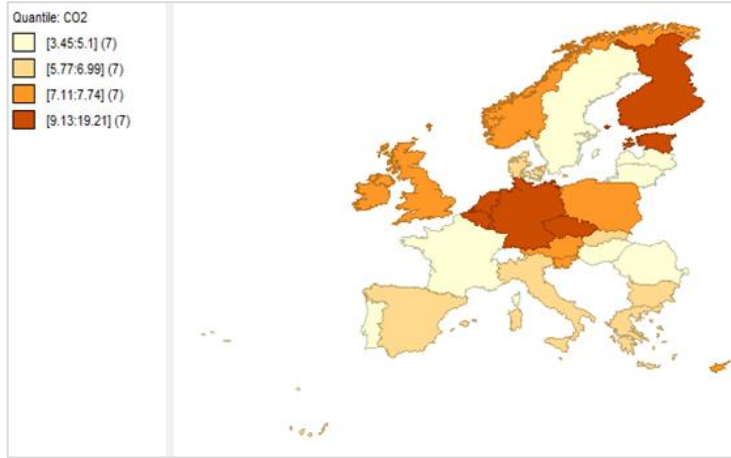 Quantile: CO2
[3.45:5.1] (7)
[5.77:6.99] (7)
[7.11:7.74] (7)
[9.13:19.21] (7)